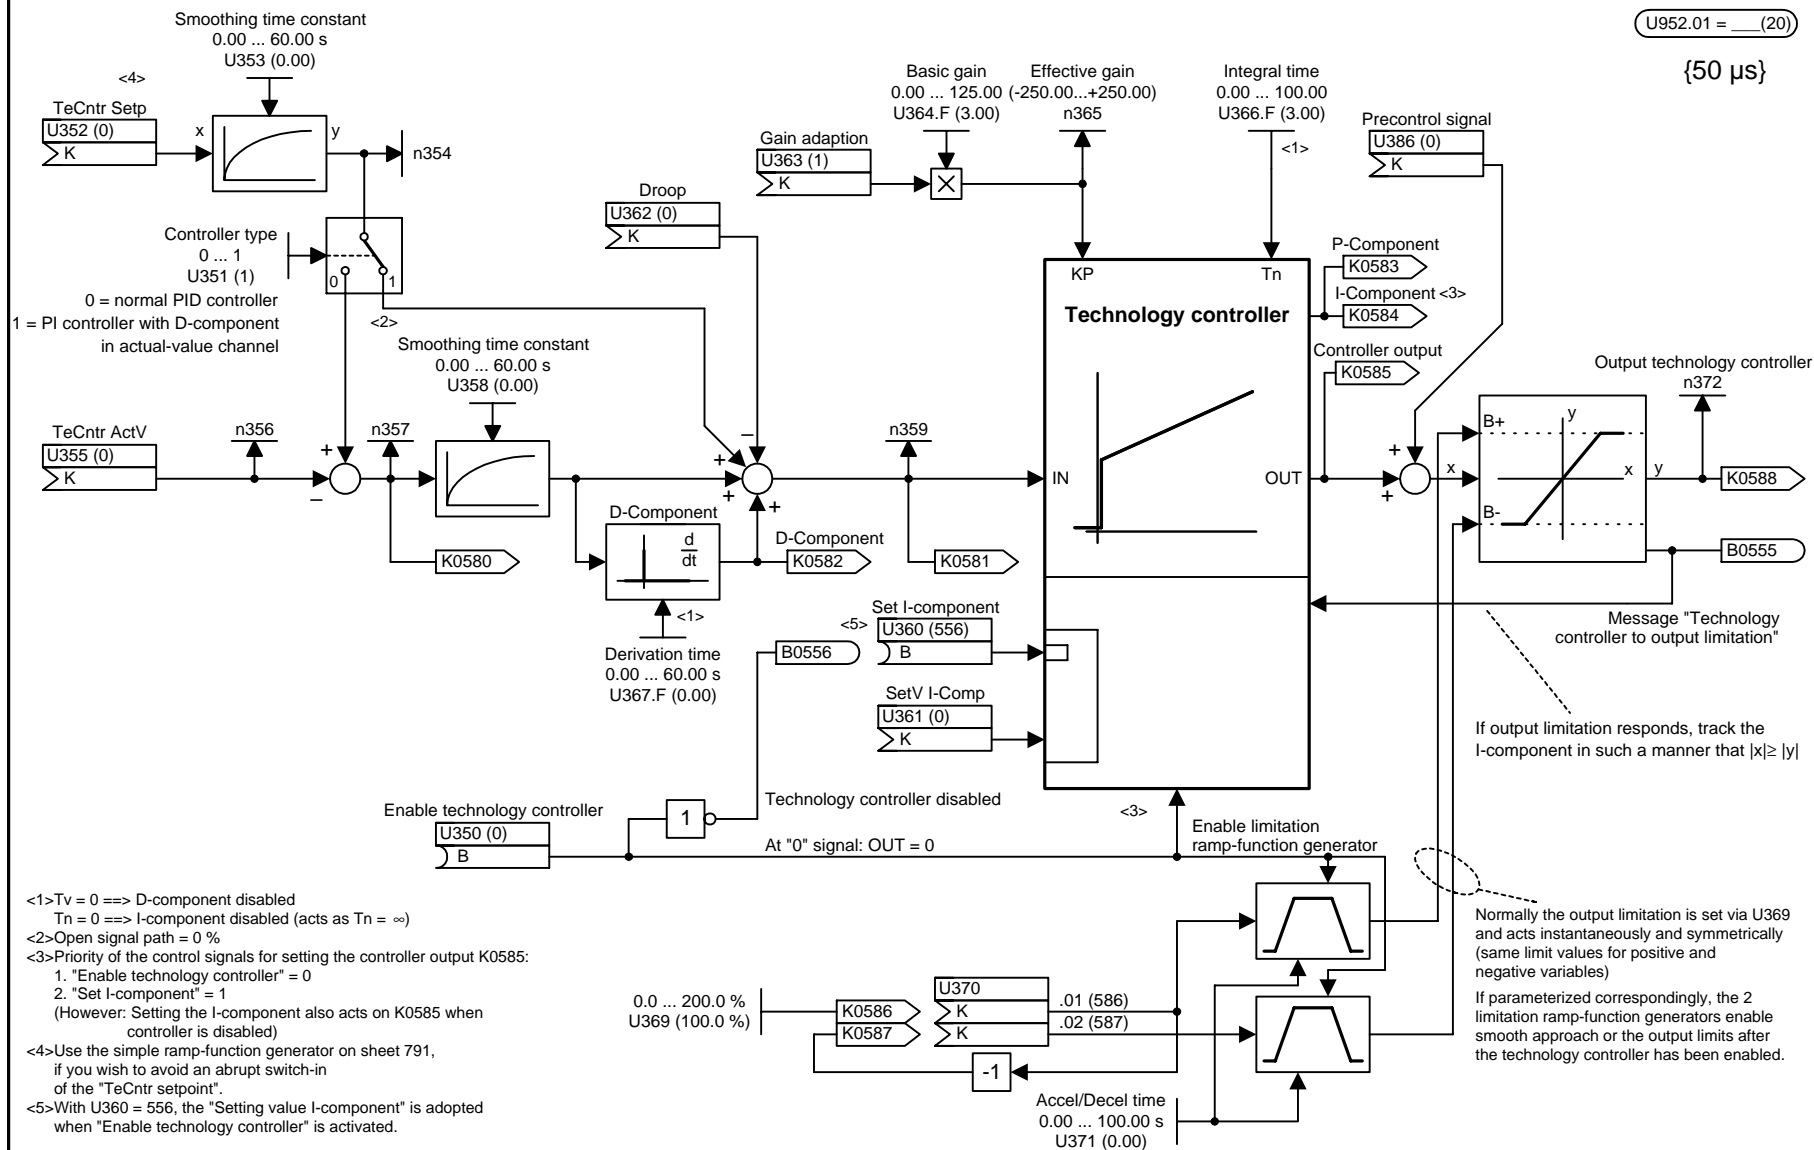 U952.01 = ___(20)
{50 µs}
Smoothing time constant
0.00 ... 60.00 s
U353 (0.00)
<4>
TeCntr Setp
U352 (0)
K
x
y
n354
Controller type
0 ... 1
U351 (1)
0
1
0 = normal PID controller
1 = PI controller with D-component
in actual-value channel
<2>
Droop
U362 (0)
K
Gain adaption
U363 (1)
K
Basic gain
0.00 ... 125.00
U364.F (3.00)
Effective gain
(-250.00...+250.00)
n365
Integral time
0.00 ... 100.00
U366.F (3.00)
<1>
Precontrol signal
U386 (0)
K
KP
Tn
Technology controller
P-Component
K0583
I-Component <3>
K0584
Controller output
K0585
Smoothing time constant
0.00 ... 60.00 s
U358 (0.00)
TeCntr ActV
U355 (0)
K
n356
+
–
n357
K0580
–
+
+
+
D-Component
d
dt
<1>
Derivation time
0.00 ... 60.00 s
U367.F (0.00)
D-Component
K0582
n359
K0581
IN
OUT
+
+
x
B+
B-
y
x
y
Output technology controller
n372
K0588
B0555
Message "Technology
controller to output limitation"
If output limitation responds, track the
I-component in such a manner that |x|≥ |y|
B0556
<5>
Set I-component
U360 (556)
B
SetV I-Comp
U361 (0)
K
Enable technology controller
U350 (0)
B
1
Technology controller disabled
At "0" signal: OUT = 0
<3>
Enable limitation
ramp-function generator
0.0 ... 200.0 %
U369 (100.0 %)
K0586
K0587
U370
K
K
.01 (586)
.02 (587)
-1
Accel/Decel time
0.00 ... 100.00 s
U371 (0.00)
Normally the output limitation is set via U369
and acts instantaneously and symmetrically
(same limit values for positive and
negative variables)
If parameterized correspondingly, the 2
limitation ramp-function generators enable
smooth approach or the output limits after
the technology controller has been enabled.
<1>Tv = 0 ==> D-component disabled
Tn = 0 ==> I-component disabled (acts as Tn = ∞)
<2>Open signal path = 0 %
<3>Priority of the control signals for setting the controller output K0585:
1. "Enable technology controller" = 0
2. "Set I-component" = 1
(However: Setting the I-component also acts on K0585 when
controller is disabled)
<4>Use the simple ramp-function generator on sheet 791,
if you wish to avoid an abrupt switch-in
of the "TeCntr setpoint".
<5>With U360 = 556, the "Setting value I-component" is adopted
when "Enable technology controller" is activated.